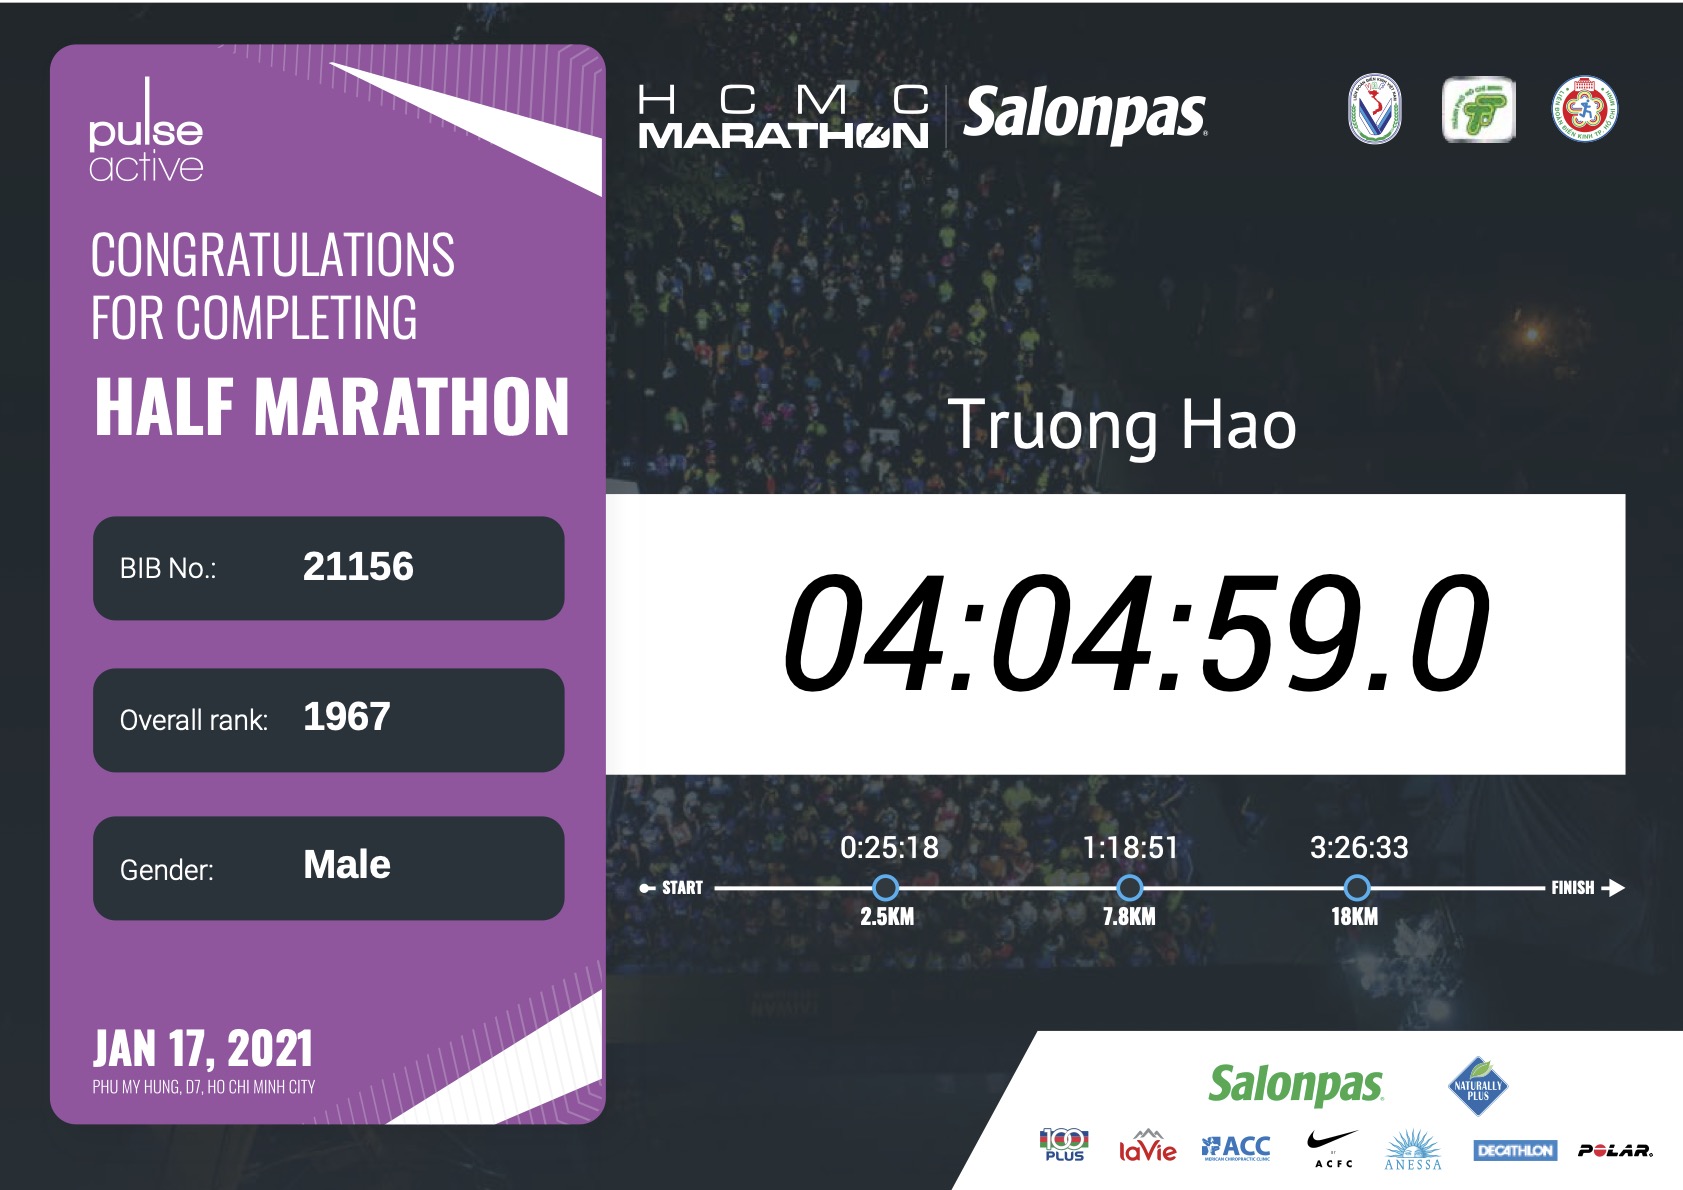 pulse
active
CONGRATULATIONS
FOR COMPLETING
HALF MARATHON
BIB No.: 21156
Overall rank: 1967
Gender: Male
JAN 17, 2021
PHU MY HUNG, D7, HO CHI MINH CITY
HCMC
MARATHON
Salonpas
Truong Hao
04:04:59.0
0:25:18 1:18:51 3:26:33
START FINISH
2.5KM 7.8KM 18KM
Salonpas
NATURALLY
PLUS
100
PLUS
laVie
ACC
ACFC
ANESSA
DECATHLON
POLAR